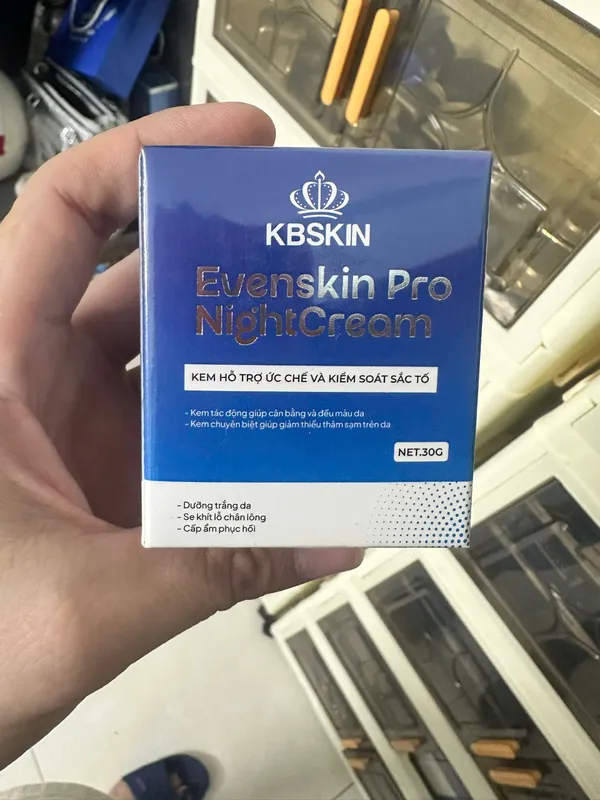 KBSKIN
Evenskin Pro
NightCream
KEM HỖ TRỢ ỨC CHẾ VÀ KIỂM SOÁT SẮC TỐ
- Kem tác động giúp cân bằng và đều màu da
- Kem chuyên biệt giúp giảm thiểu thâm sạm trên da
NET.30G
- Dưỡng trắng da
- Se khít lỗ chân lông
- Cấp ẩm phục hồi